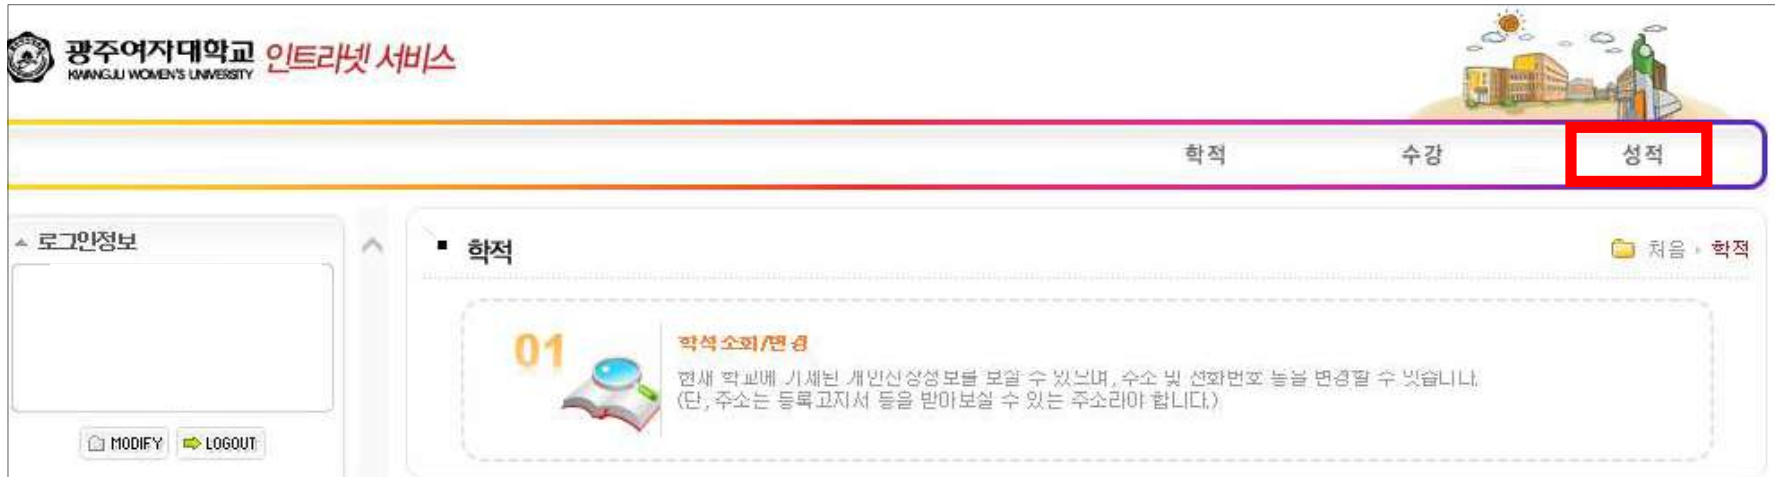 광주여자대학교 인트라넷 서비스
KWANGJU WOMEN'S UNIVERSITY
학적 수강 성적
로그인정보
학적
처음 학적
01
학적조회/변경
현재 학교에 기재된 개인신상정보를 보실 수 있으며, 주소 및 전화번호 등을 변경할 수 있습니다.
(단, 주소는 등록고지서 등을 받아보실 수 있는 주소라야 합니다.)
MODIFY LOGOUT